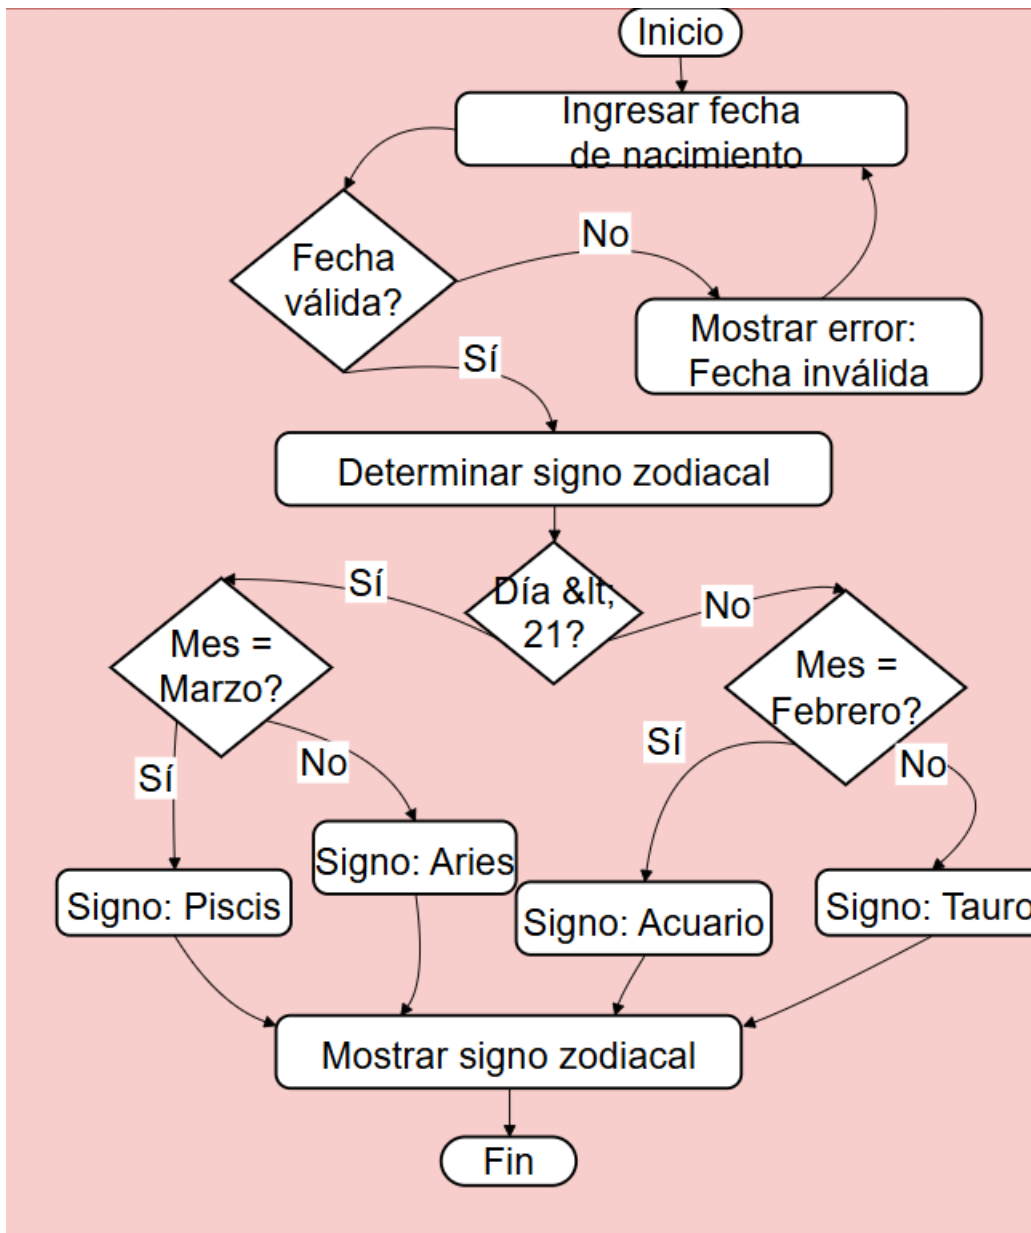 Inicio
Ingresar fecha
de nacimiento
No
Fecha
válida?
Mostrar error:
Fecha inválida
Sí
Determinar signo zodiacal
Sí
Día &lt;
21?
No
Mes =
Marzo?
Mes =
Febrero?
Sí
No
Sí
No
Signo: Aries
Signo: Piscis
Signo: Acuario
Signo: Tauro
Mostrar signo zodiacal
Fin